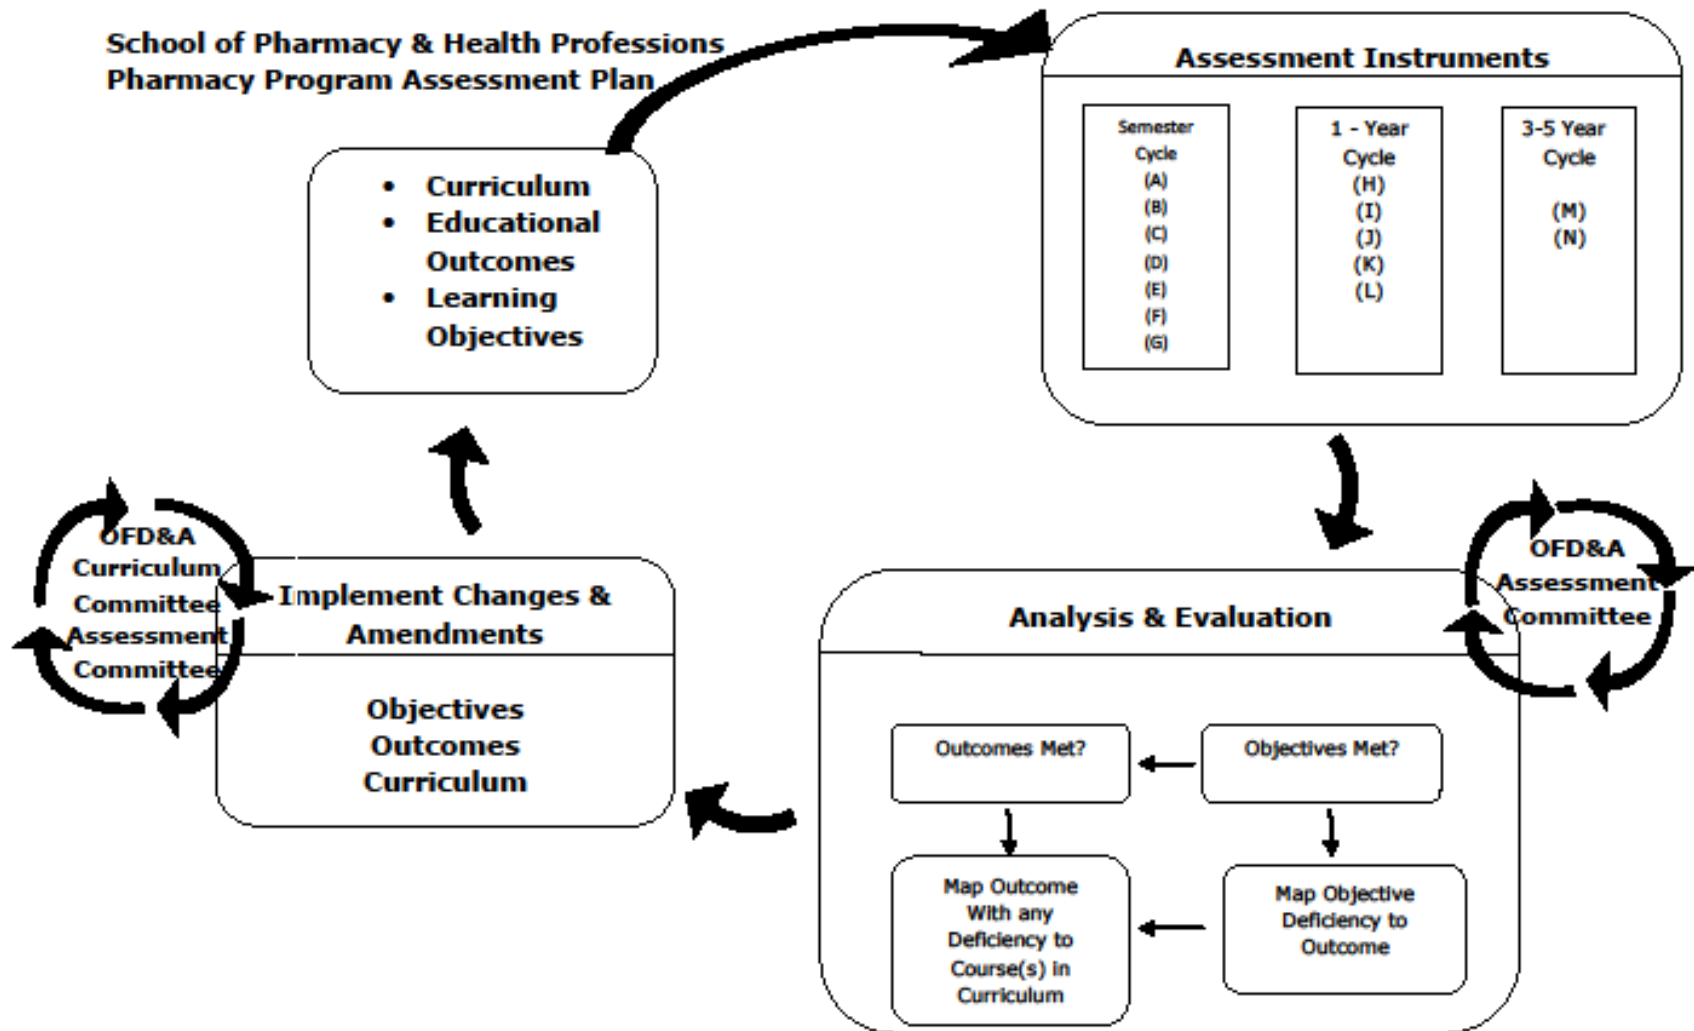 School of Pharmacy & Health Professions
Pharmacy Program Assessment Plan
• Curriculum
• Educational
Outcomes
• Learning
Objectives
Assessment Instruments
Semester
Cycle
(A)
(B)
(C)
(D)
(E)
(F)
(G)
1 - Year
Cycle
(H)
(I)
(J)
(K)
(L)
3-5 Year
Cycle
(M)
(N)
OFD&A
Assessment
Committee
Analysis & Evaluation
Objectives Met?
Outcomes Met?
Map Objective
Deficiency to
Outcome
Map Outcome
With any
Deficiency to
Course(s) in
Curriculum
OFD&A
Curriculum
Committee
Assessment
Committee
Implement Changes &
Amendments
Objectives
Outcomes
Curriculum